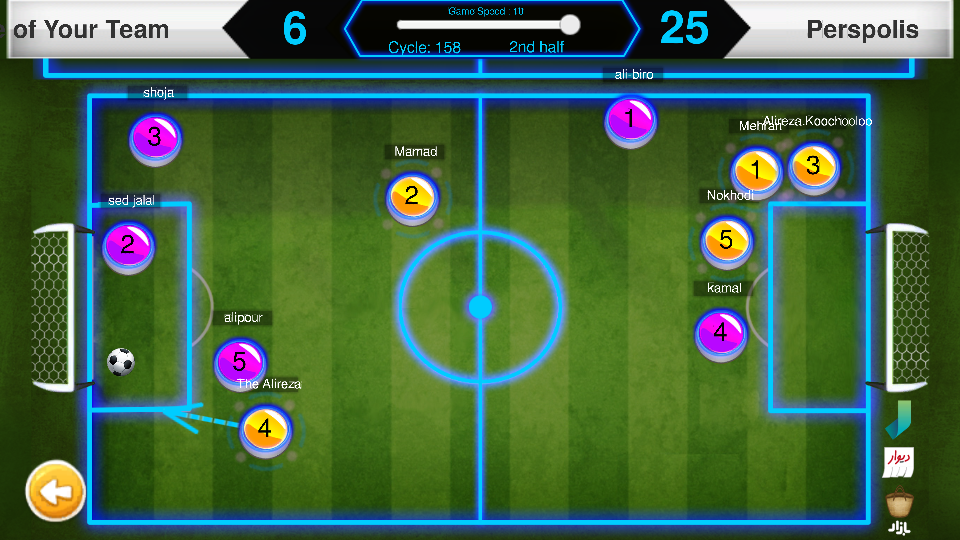 of Your Team
6
Game Speed : 10
Cycle: 158
2nd half
25
Perspolis
ali-biro
1
shoja
3
Mehran
1
Alireza.Koochooloo
3
Mamad
2
Nokhodi
5
sed jalal
2
kamal
4
alipour
5
The Alireza
4
دیوار
بازار